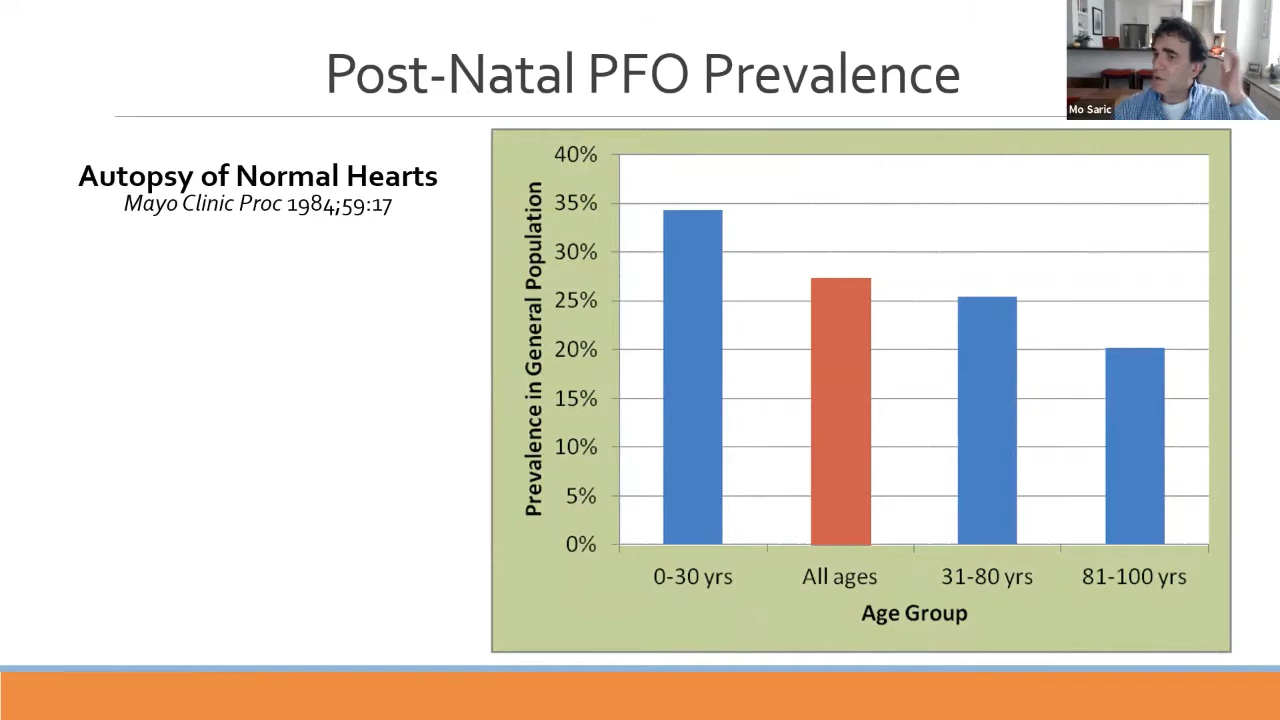 Post-Natal PFO Prevalence
Mo Saric
Autopsy of Normal Hearts
Mayo Clinic Proc 1984;59:17
Prevalence in General Population
40%
35%
30%
25%
20%
15%
10%
5%
0%
0-30 yrs
All ages
31-80 yrs
81-100 yrs
Age Group